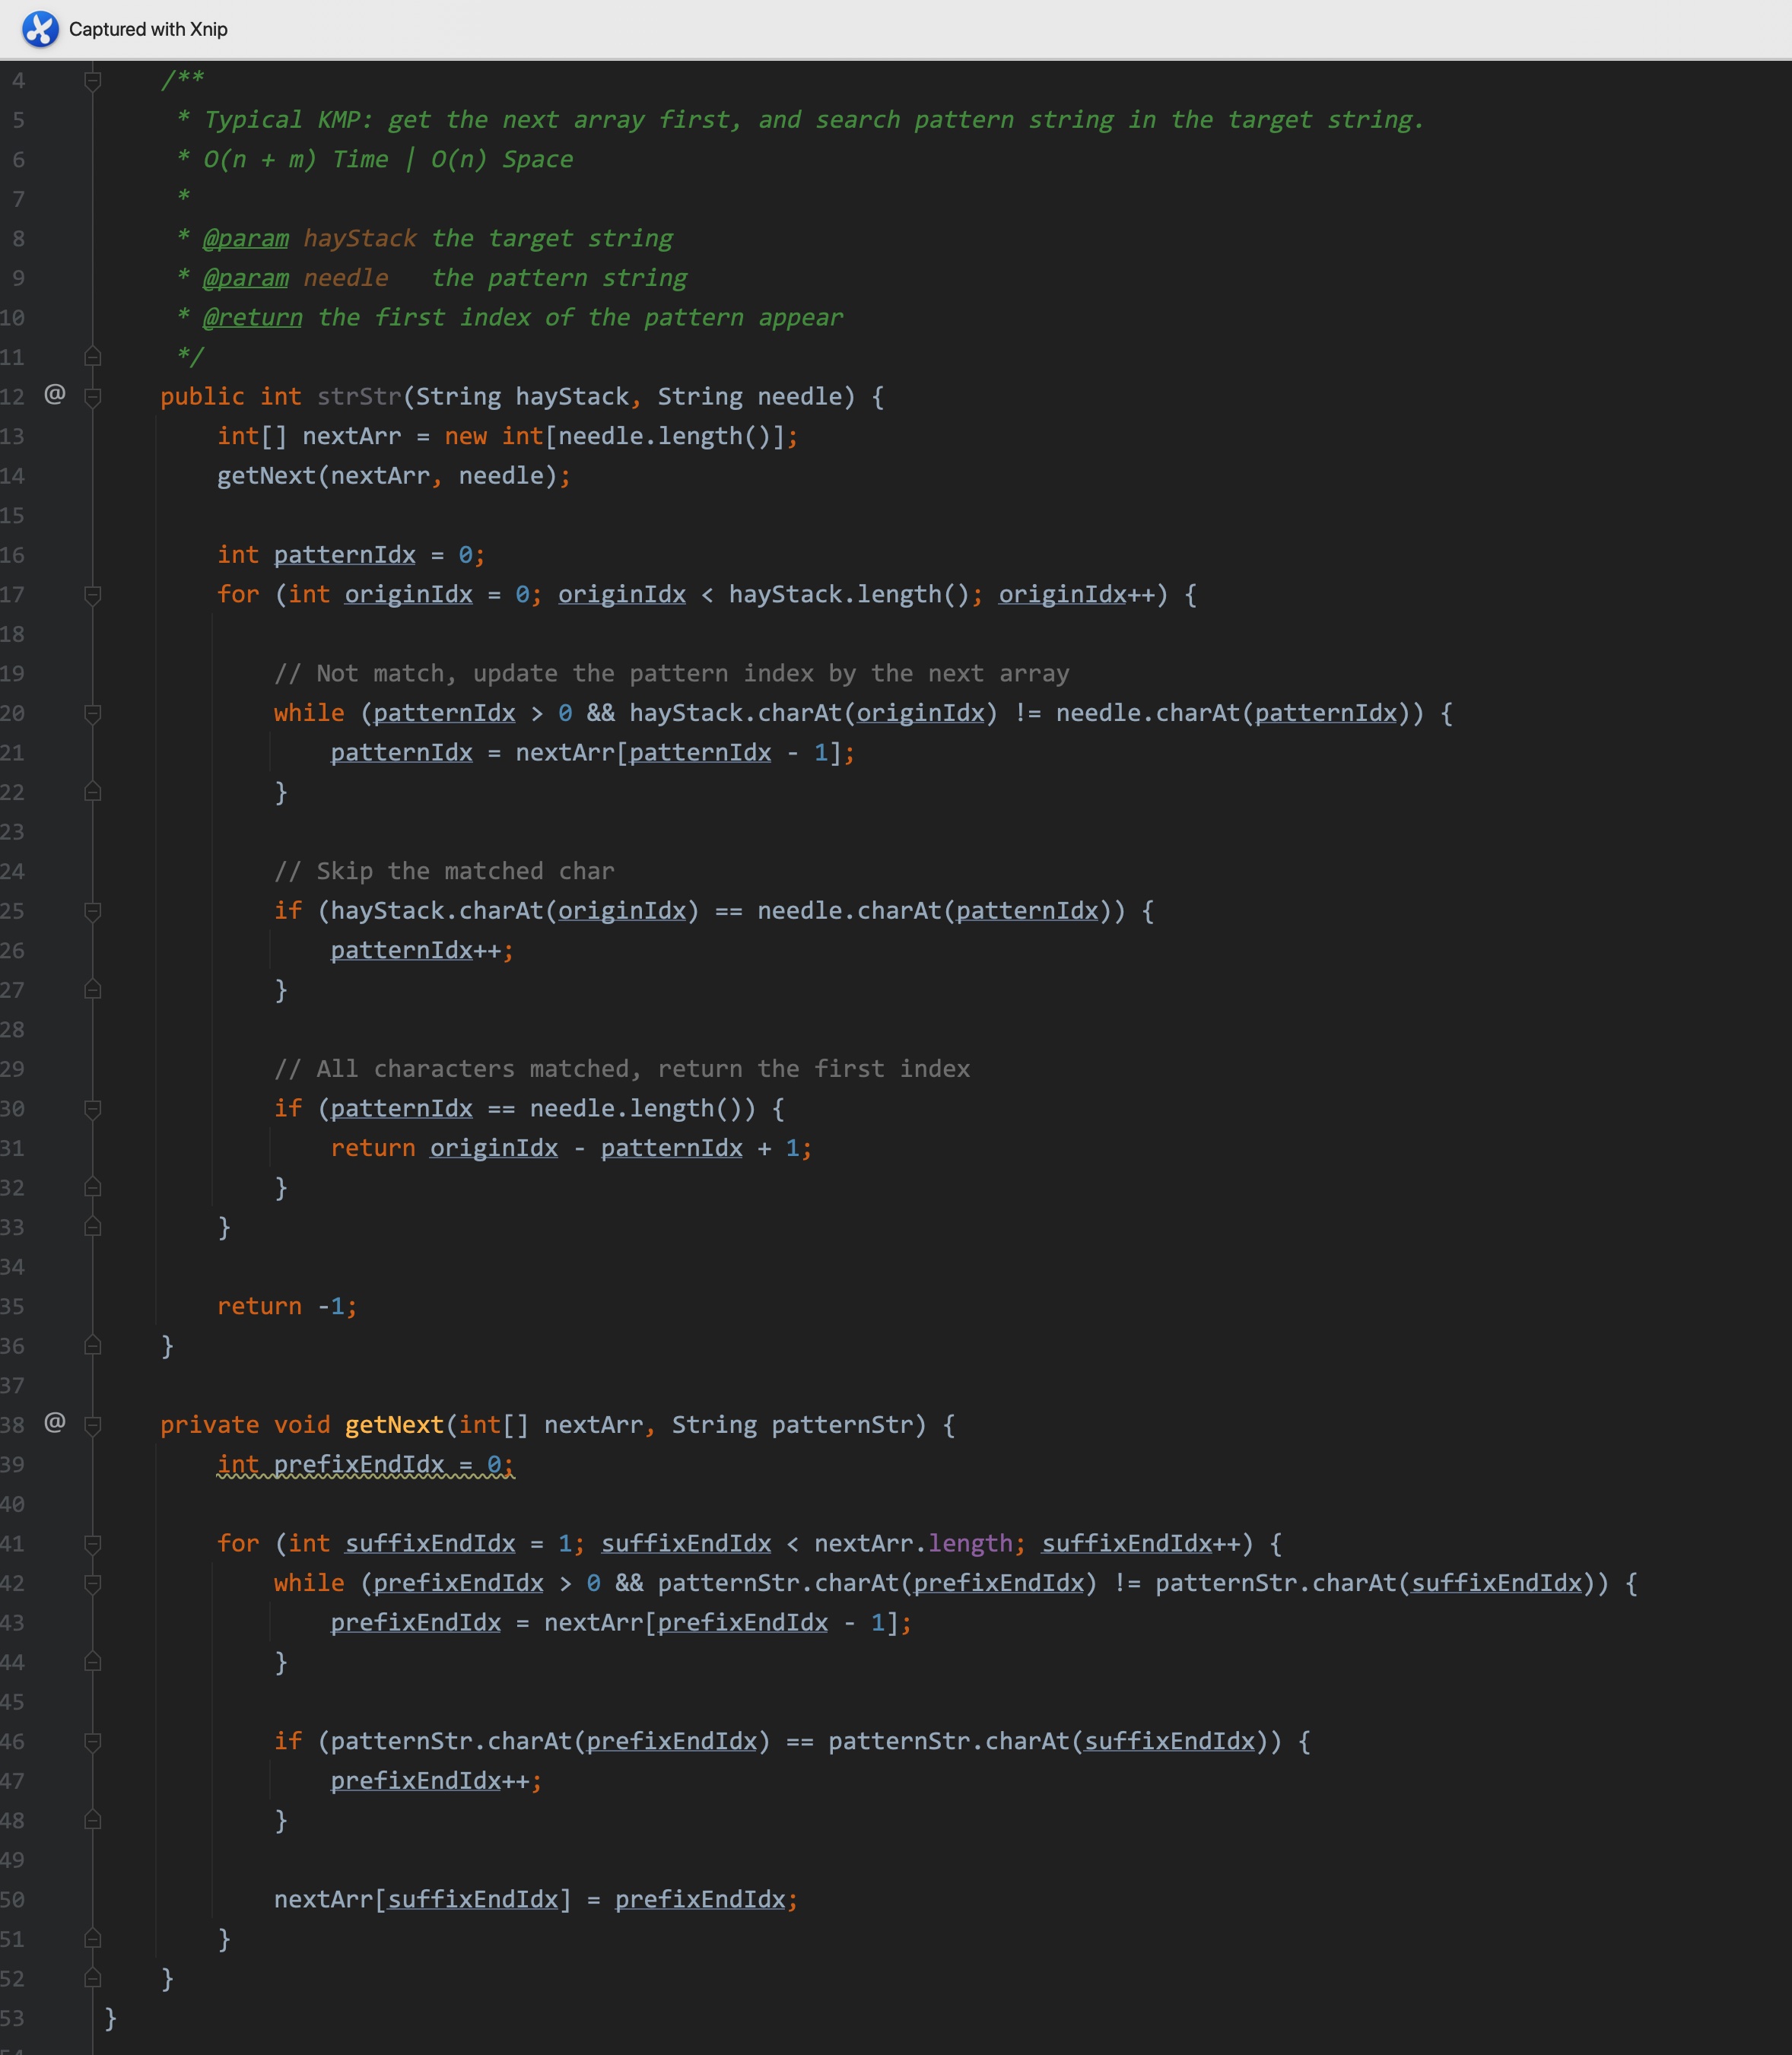 Captured with Xnip
4 /**
5 * Typical KMP: get the next array first, and search pattern string in the target string.
6 * O(n + m) Time | O(n) Space
7 *
8 * @param hayStack the target string
9 * @param needle   the pattern string
10 * @return the first index of the pattern appear
11 */
12 @ public int strStr(String hayStack, String needle) {
13 int[] nextArr = new int[needle.length()];
14 getNext(nextArr, needle);
15
16 int patternIdx = 0;
17 for (int originIdx = 0; originIdx < hayStack.length(); originIdx++) {
18
19 // Not match, update the pattern index by the next array
20 while (patternIdx > 0 && hayStack.charAt(originIdx) != needle.charAt(patternIdx)) {
21 patternIdx = nextArr[patternIdx - 1];
22 }
23
24 // Skip the matched char
25 if (hayStack.charAt(originIdx) == needle.charAt(patternIdx)) {
26 patternIdx++;
27 }
28
29 // All characters matched, return the first index
30 if (patternIdx == needle.length()) {
31 return originIdx - patternIdx + 1;
32 }
33 }
34
35 return -1;
36 }
37
38 @ private void getNext(int[] nextArr, String patternStr) {
39 int prefixEndIdx = 0;
40
41 for (int suffixEndIdx = 1; suffixEndIdx < nextArr.length; suffixEndIdx++) {
42 while (prefixEndIdx > 0 && patternStr.charAt(prefixEndIdx) != patternStr.charAt(suffixEndIdx)) {
43 prefixEndIdx = nextArr[prefixEndIdx - 1];
44 }
45
46 if (patternStr.charAt(prefixEndIdx) == patternStr.charAt(suffixEndIdx)) {
47 prefixEndIdx++;
48 }
49
50 nextArr[suffixEndIdx] = prefixEndIdx;
51 }
52 }
53 }